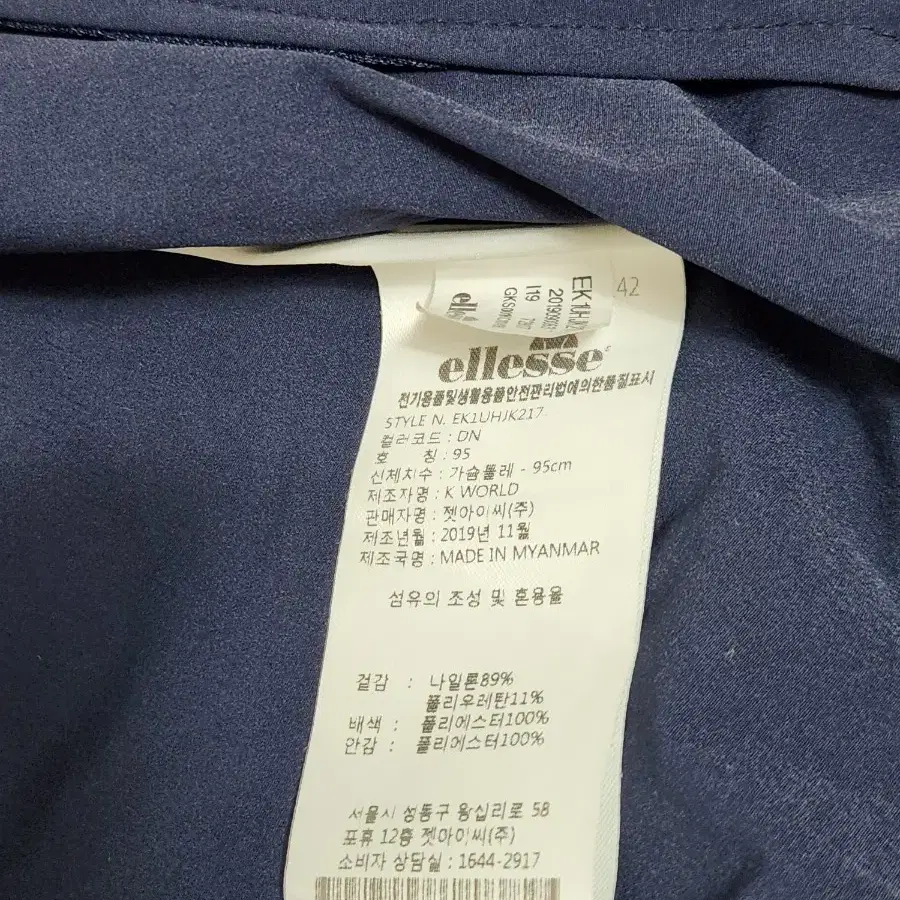 42
I19
ellesse
전기용품및생활용품안전관리법에의한품질표시
STYLE N. EK1UHJK217
컬러코드 : DN
호 칭 : 95
신체치수 : 가슴둘레 - 95cm
제조자명 : K WORLD
판매자명 : 젯아이씨(주)
제조년월 : 2019년 11월
제조국명 : MADE IN MYANMAR
섬유의 조성 및 혼용율
겉감 : 나일론89%
폴리우레탄11%
배색 : 폴리에스터100%
안감 : 폴리에스터100%
서울시 성동구 왕십리로 58
포휴 12층 젯아이씨(주)
소비자 상담실 : 1644-2917